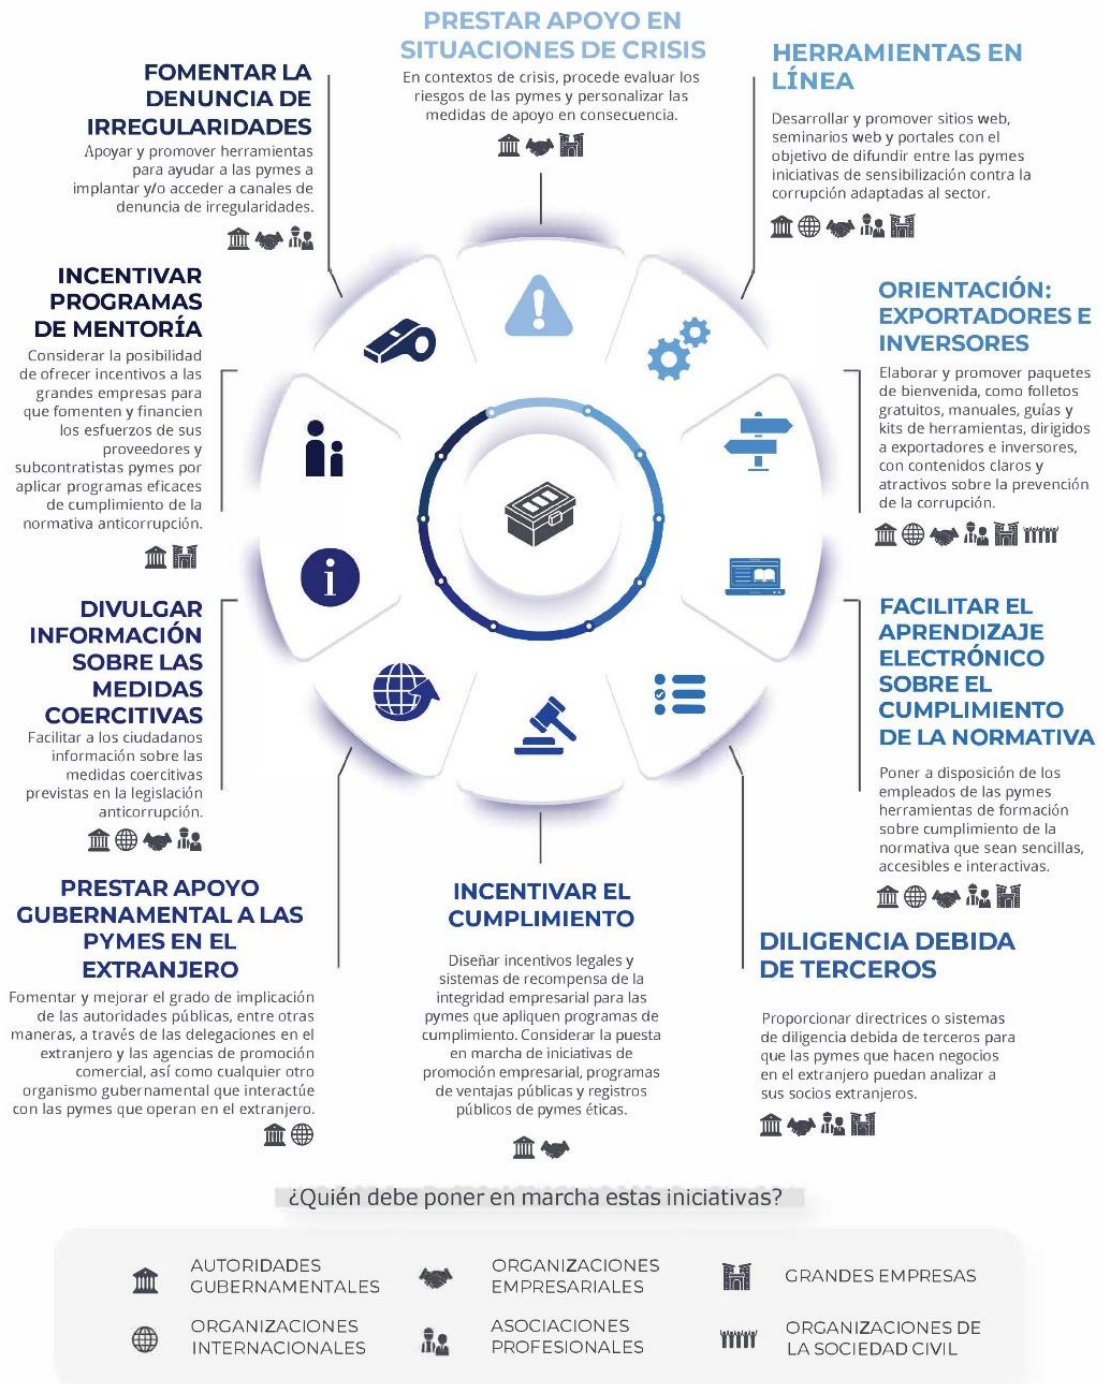 PRESTAR APOYO EN
SITUACIONES DE CRISIS
En contextos de crisis, procede evaluar los
riesgos de las pymes y personalizar las
medidas de apoyo en consecuencia.
HERRAMIENTAS EN
LÍNEA
Desarrollar y promover sitios web,
seminarios web y portales con el
objetivo de difundir entre las pymes
iniciativas de sensibilización contra la
corrupción adaptadas al sector.
ORIENTACIÓN:
EXPORTADORES E
INVERSORES
Elaborar y promover paquetes
de bienvenida, como folletos
gratuitos, manuales, guías y
kits de herramientas, dirigidos
a exportadores e inversores,
con contenidos claros y
atractivos sobre la prevención
de la corrupción.
FACILITAR EL
APRENDIZAJE
ELECTRÓNICO
SOBRE EL
CUMPLIMIENTO
DE LA NORMATIVA
Poner a disposición de los
empleados de las pymes
herramientas de formación
sobre cumplimiento de la
normativa que sean sencillas,
accesibles e interactivas.
DILIGENCIA DEBIDA
DE TERCEROS
Proporcionar directrices o sistemas
de diligencia debida de terceros para
que las pymes que hacen negocios
en el extranjero puedan analizar a
sus socios extranjeros.
INCENTIVAR EL
CUMPLIMIENTO
Diseñar incentivos legales y
sistemas de recompensa de la
integridad empresarial para las
pymes que apliquen programas de
cumplimiento. Considerar la puesta
en marcha de iniciativas de
promoción empresarial, programas
de ventajas públicas y registros
públicos de pymes éticas.
PRESTAR APOYO
GUBERNAMENTAL A LAS
PYMES EN EL
EXTRANJERO
Fomentar y mejorar el grado de implicación
de las autoridades públicas, entre otras
maneras, a través de las delegaciones en el
extranjero y las agencias de promoción
comercial, así como cualquier otro
organismo gubernamental que interactúe
con las pymes que operan en el extranjero.
DIVULGAR
INFORMACIÓN
SOBRE LAS
MEDIDAS
COERCITIVAS
Facilitar a los ciudadanos
información sobre las
medidas coercitivas
previstas en la legislación
anticorrupción.
INCENTIVAR
PROGRAMAS
DE MENTORÍA
Considerar la posibilidad
de ofrecer incentivos a las
grandes empresas para
que fomenten y financien
los esfuerzos de sus
proveedores y
subcontratistas pymes por
aplicar programas eficaces
de cumplimiento de la
normativa anticorrupción.
FOMENTAR LA
DENUNCIA DE
IRREGULARIDADES
Apoyar y promover herramientas
para ayudar a las pymes a
implantar y/o acceder a canales de
denuncia de irregularidades.
¿Quién debe poner en marcha estas iniciativas?
AUTORIDADES
GUBERNAMENTALES
ORGANIZACIONES
EMPRESARIALES
GRANDES EMPRESAS
ORGANIZACIONES
INTERNACIONALES
ASOCIACIONES
PROFESIONALES
ORGANIZACIONES DE
LA SOCIEDAD CIVIL